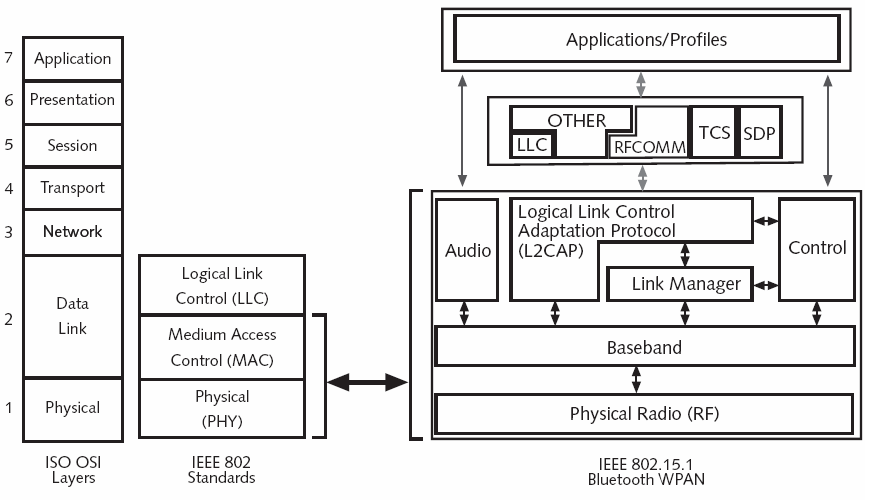 7
Application
6
Presentation
5
Session
4
Transport
3
Network
2
Data
Link
1
Physical
ISO OSI
Layers
Logical Link
Control (LLC)
Medium Access
Control (MAC)
Physical
(PHY)
IEEE 802
Standards
Applications/Profiles
OTHER
LLC
RFCOMM
TCS
SDP
Audio
Logical Link Control
Adaptation Protocol
(L2CAP)
Link Manager
Control
Baseband
Physical Radio (RF)
IEEE 802.15.1
Bluetooth WPAN